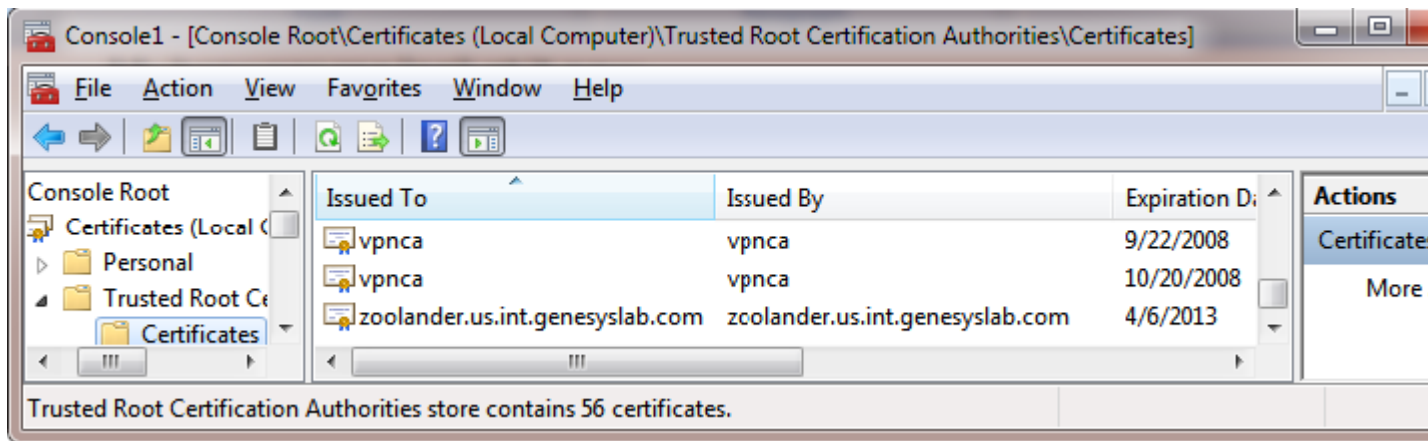 Console1 - [Console Root\Certificates (Local Computer)\Trusted Root Certification Authorities\Certificates]
File Action View Favorites Window Help
Console Root
Certificates (Local C
Personal
Trusted Root Ce
Certificates
Issued To Issued By Expiration Da
vpnca vpnca 9/22/2008
vpnca vpnca 10/20/2008
zoolander.us.int.genesyslab.com zoolander.us.int.genesyslab.com 4/6/2013
Actions
Certificates
More
Trusted Root Certification Authorities store contains 56 certificates.